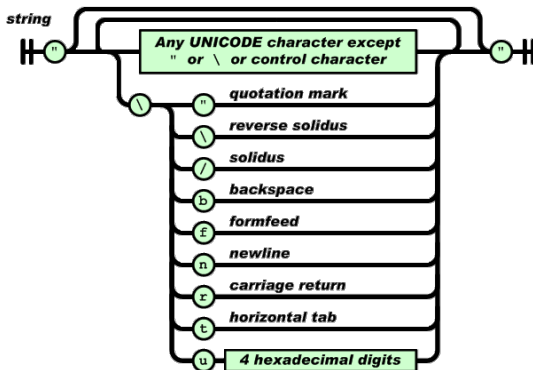 string
" Any UNICODE character except "
" or \ or control character
\ " quotation mark
\ reverse solidus
/ solidus
b backspace
f formfeed
n newline
r carriage return
t horizontal tab
u 4 hexadecimal digits